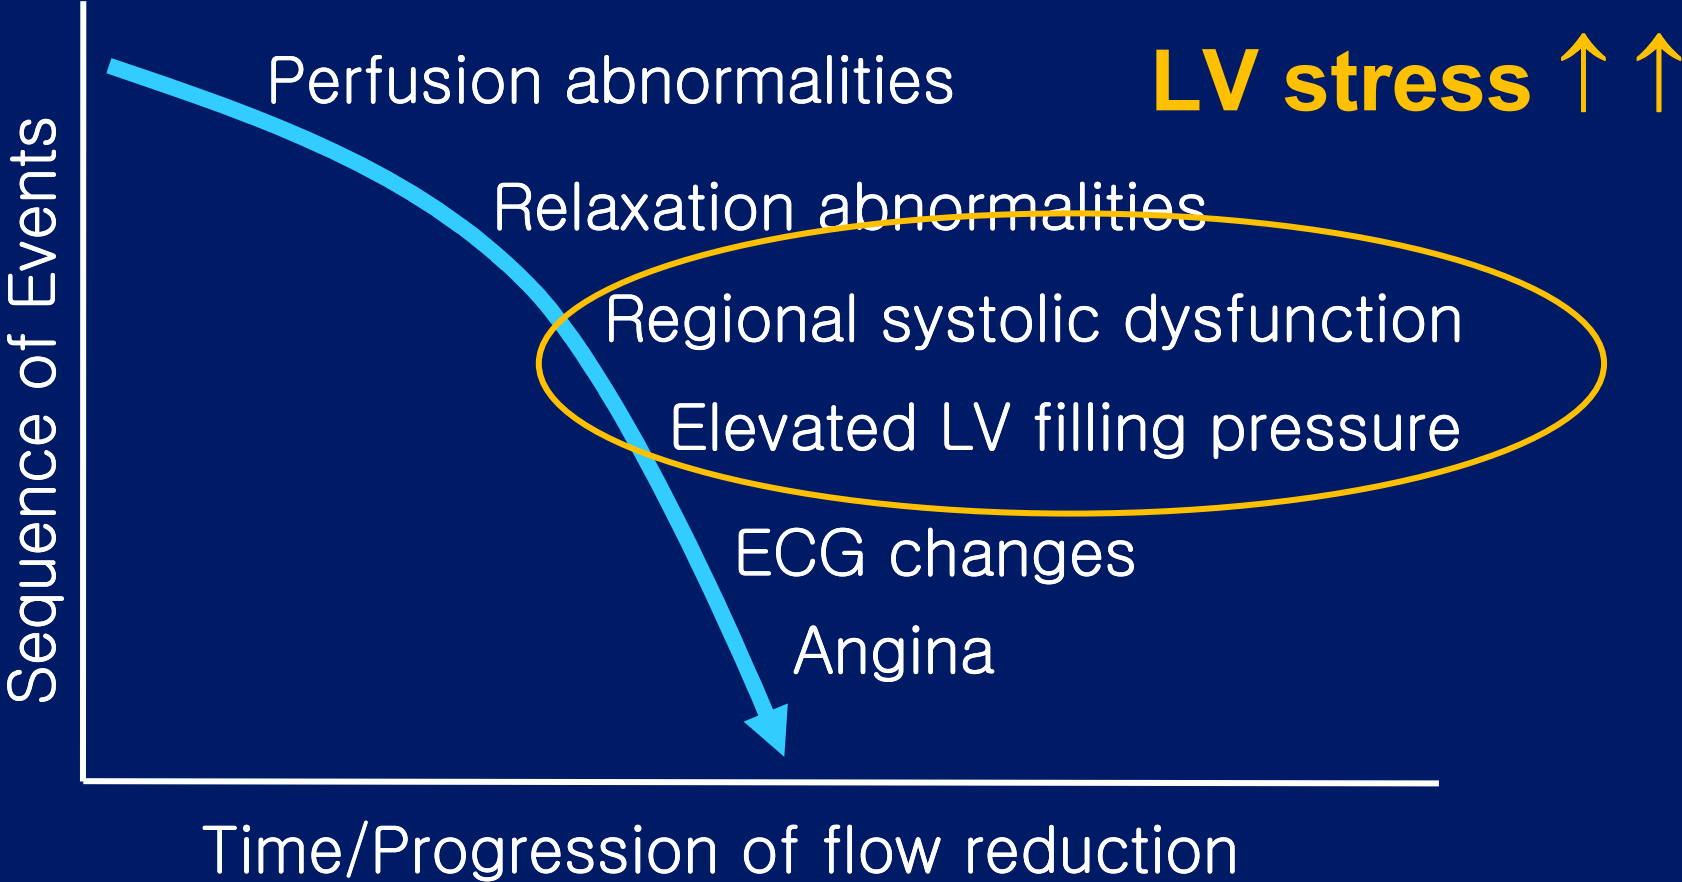 Perfusion abnormalities
LV stress ↑ ↑
Relaxation abnormalities
Regional systolic dysfunction
Elevated LV filling pressure
ECG changes
Angina
Sequence of Events
Time/Progression of flow reduction